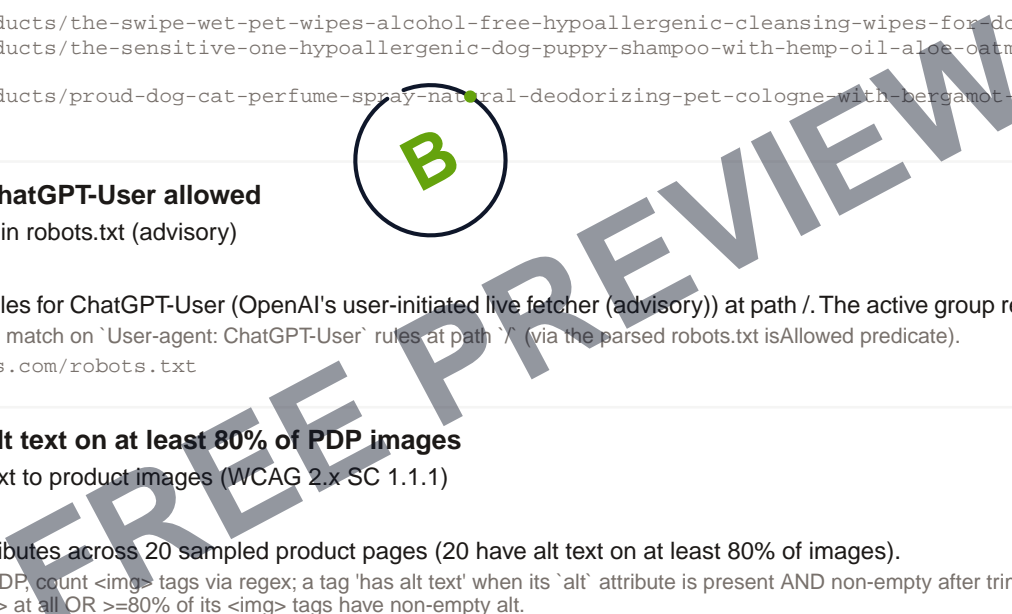 ducts/the-swipe-wet-pet-wipes-alcohol-free-hypoallergenic-cleansing-wipes-for-do
ducts/the-sensitive-one-hypoallergenic-dog-puppy-shampoo-with-hemp-oil-aloe-oatm
ducts/proud-dog-cat-perfume-spray-natural-deodorizing-pet-cologne-with-bergamot-
B
hatGPT-User allowed
in robots.txt (advisory)
les for ChatGPT-User (OpenAI's user-initiated live fetcher (advisory)) at path /. The active group r
match on `User-agent: ChatGPT-User` rules at path `/` (via the parsed robots.txt isAllowed predicate).
s.com/robots.txt
lt text on at least 80% of PDP images
xt to product images (WCAG 2.x SC 1.1.1)
ibutes across 20 sampled product pages (20 have alt text on at least 80% of images).
DP, count <img> tags via regex; a tag 'has alt text' when its `alt` attribute is present AND non-empty after trim
> at all OR >=80% of its <img> tags have non-empty alt.
FREE PREVIEW